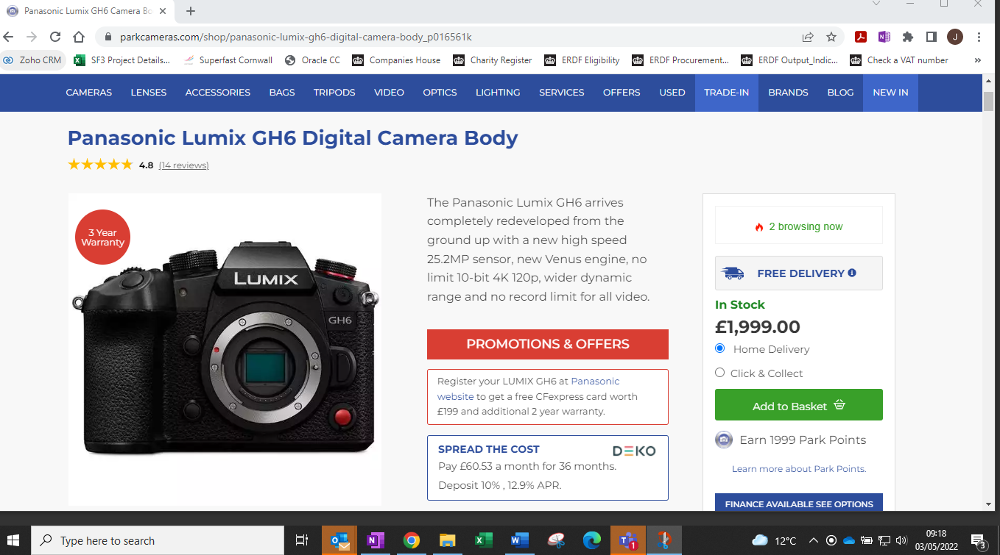 Panasonic Lumix GH6 Camera Bo
parkcameras.com/shop/panasonic-lumix-gh6-digital-camera-body_p016561k
J
Zoho CRM
SF3 Project Details...
Superfast Cornwall
Oracle CC
Companies House
Charity Register
ERDF Eligibility
ERDF Procurement...
ERDF Output_Indic...
Check a VAT number
»
CAMERAS LENSES ACCESSORIES BAGS TRIPODS VIDEO OPTICS LIGHTING SERVICES OFFERS USED TRADE-IN BRANDS BLOG NEW IN
Panasonic Lumix GH6 Digital Camera Body
4.8 (14 reviews)
3 Year
Warranty
LUMIX
GH6
The Panasonic Lumix GH6 arrives
completely redeveloped from the
ground up with a new high speed
25.2MP sensor, new Venus engine, no
limit 10-bit 4K 120p, wider dynamic
range and no record limit for all video.
PROMOTIONS & OFFERS
Register your LUMIX GH6 at Panasonic
website to get a free CFexpress card worth
£199 and additional 2 year warranty.
SPREAD THE COST
DEKO
Pay £60.53 a month for 36 months.
Deposit 10% , 12.9% APR.
2 browsing now
FREE DELIVERY
In Stock
£1,999.00
Home Delivery
Click & Collect
Add to Basket
Earn 1999 Park Points
Learn more about Park Points.
FINANCE AVAILABLE SEE OPTIONS
Type here to search
12°C
09:18
03/05/2022
3